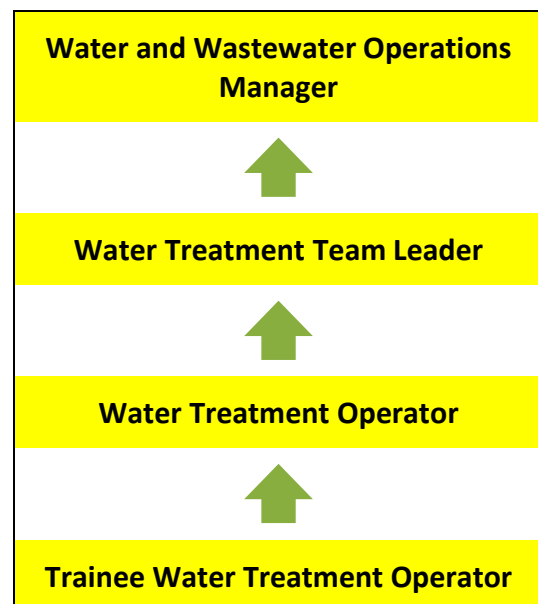 Water and Wastewater Operations
Manager
Water Treatment Team Leader
Water Treatment Operator
Trainee Water Treatment Operator